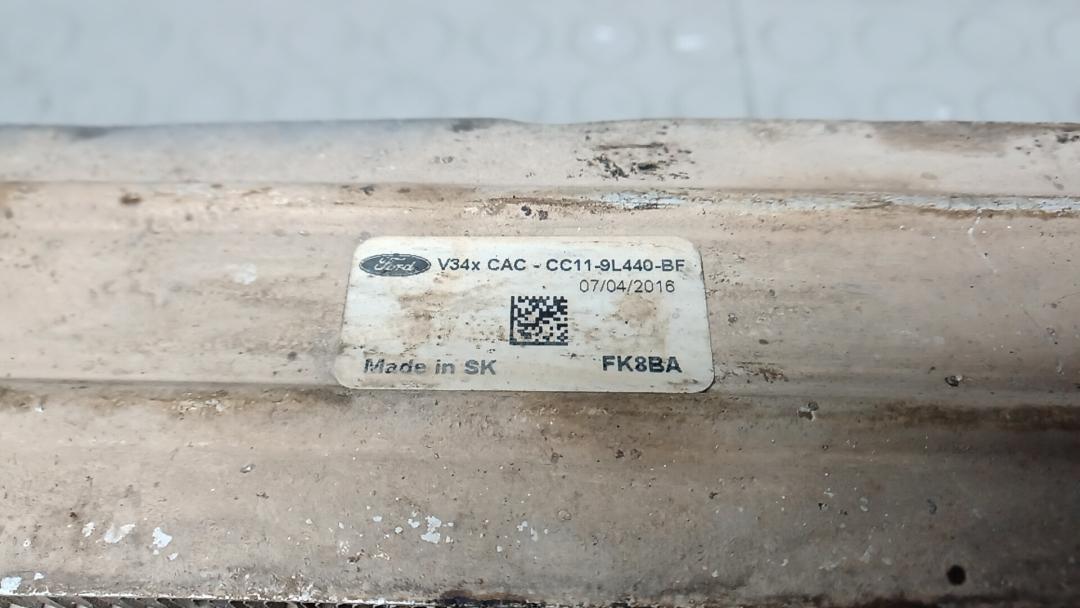 Ford V34x CAC - CC11-9L440-BF
07/04/2016
Made in SK FK8BA